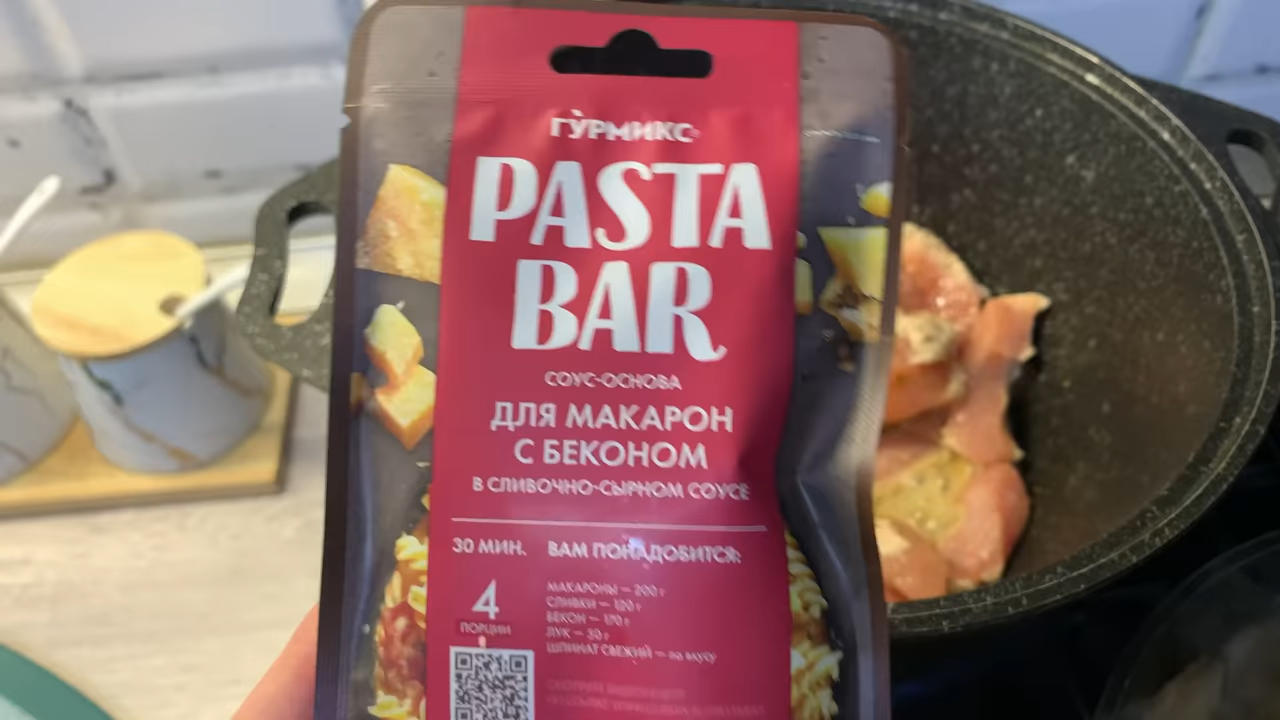 ГУРМИКС
PASTA
BAR
СОУС-ОСНОВА
ДЛЯ МАКАРОН
С БЕКОНОМ
В СЛИВОЧНО-СЫРНОМ СОУСЕ
30 МИН.
ВАМ ПОНАДОБИТСЯ:
4
ПОРЦИИ
МАКАРОНЫ — 200 г
СЛИВКИ — 120 г
БЕКОН — 170 г
ЛУК — 30 г
ШПИНАТ СВЕЖИЙ — по вкусу